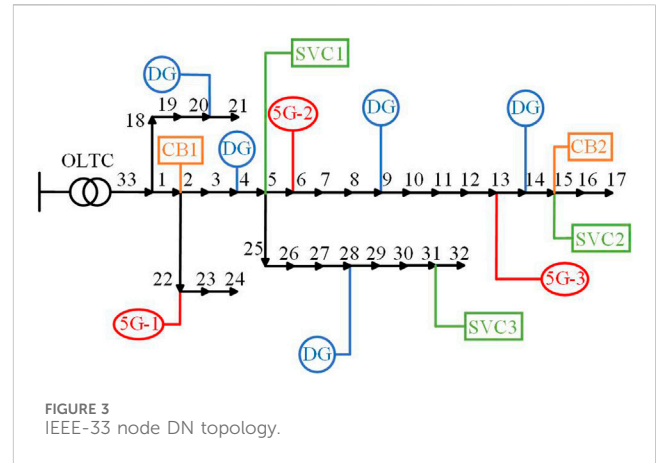 SVC1
DG
19 20 21
5G-2
DG
DG
18
CB1
DG
CB2
OLTC
33 1 2 3 4 5 6 7 8 9 10 11 12 13 14 15 16 17
25
26 27 28 29 30 31 32
SVC2
22 23 24
5G-3
5G-1
SVC3
DG
FIGURE 3
IEEE-33 node DN topology.